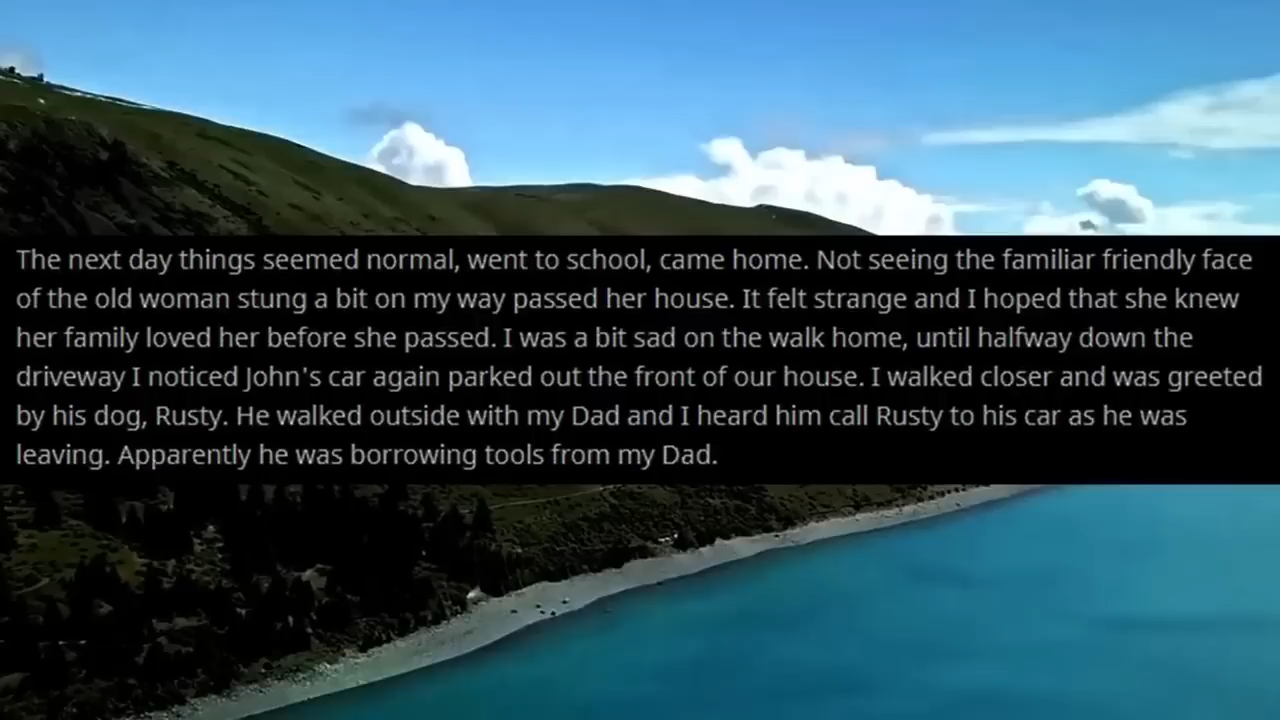 The next day things seemed normal, went to school, came home. Not seeing the familiar friendly face
of the old woman stung a bit on my way passed her house. It felt strange and I hoped that she knew
her family loved her before she passed. I was a bit sad on the walk home, until halfway down the
driveway I noticed John's car again parked out the front of our house. I walked closer and was greeted
by his dog, Rusty. He walked outside with my Dad and I heard him call Rusty to his car as he was
leaving. Apparently he was borrowing tools from my Dad.